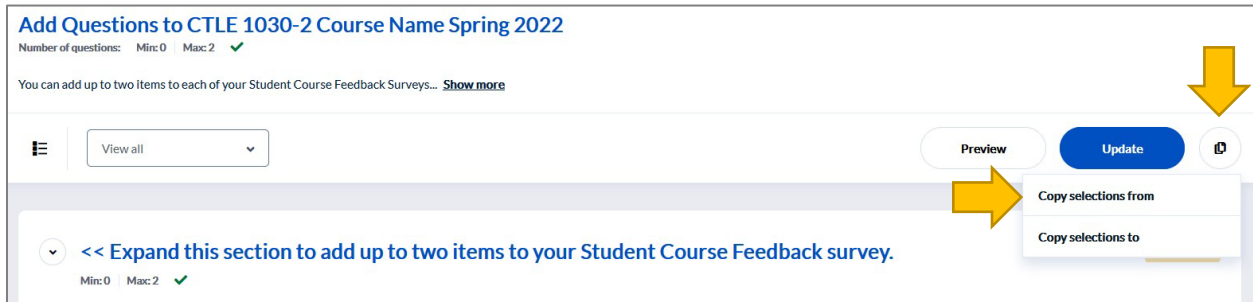 Add Questions to CTLE 1030-2 Course Name Spring 2022
Number of questions: Min: 0 Max: 2
You can add up to two items to each of your Student Course Feedback Surveys... Show more
View all
Preview
Update
Copy selections from
Copy selections to
<< Expand this section to add up to two items to your Student Course Feedback survey.
Min: 0 Max: 2